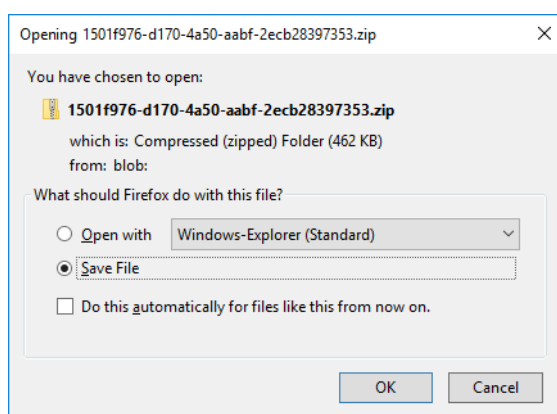 Opening 1501f976-d170-4a50-aabf-2ecb28397353.zip
You have chosen to open:
1501f976-d170-4a50-aabf-2ecb28397353.zip
which is: Compressed (zipped) Folder (462 KB)
from: blob:
What should Firefox do with this file?
Open with Windows-Explorer (Standard)
Save File
Do this automatically for files like this from now on.
OK Cancel